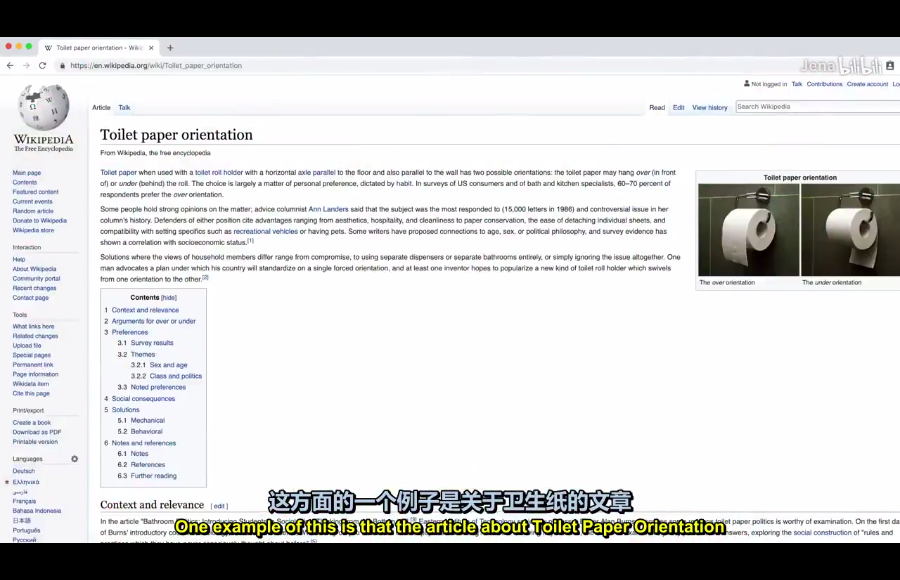 Toilet paper orientation - Wiki
https://en.wikipedia.org/wiki/Toilet_paper_orientation
Jena bilibili
Not logged in Talk Contributions Create account
Article Talk
Read Edit View history Search Wikipedia
WIKIPEDIA
The Free Encyclopedia
Toilet paper orientation
From Wikipedia, the free encyclopedia
Toilet paper when used with a toilet roll holder with a horizontal axle parallel to the floor and also parallel to the wall has two possible orientations: the toilet paper may hang over (in front
of) or under (behind) the roll. The choice is largely a matter of personal preference, dictated by habit. In surveys of US consumers and of bath and kitchen specialists, 60–70 percent of
respondents prefer the over orientation.
Some people hold strong opinions on the matter; advice columnist Ann Landers said that the subject was the most responded to (15,000 letters in 1986) and controversial issue in her
column's history. Defenders of either position cite advantages ranging from aesthetics, hospitality, and cleanliness to paper conservation, the ease of detaching individual sheets, and
compatibility with setting specifics such as recreational vehicles or having pets. Some writers have proposed connections to age, sex, or political philosophy, and survey evidence has
shown a correlation with socioeconomic status.[1]
Solutions where the views of household members differ range from compromise, to using separate dispensers or separate bathrooms entirely, or simply ignoring the issue altogether. One
man advocates a plan under which his country will standardize on a single forced orientation, and at least one inventor hopes to popularize a new kind of toilet roll holder which swivels
from one orientation to the other.[2]
Toilet paper orientation
The over orientation
The under orientation
Main page
Contents
Featured content
Current events
Random article
Donate to Wikipedia
Wikipedia store
Interaction
Help
About Wikipedia
Community portal
Recent changes
Contact page
Tools
What links here
Related changes
Upload file
Special pages
Permanent link
Page information
Wikidata item
Cite this page
Print/export
Create a book
Download as PDF
Printable version
Languages
Deutsch
Ελληνικά
فارسی
Français
Bahasa Indonesia
日本語
Português
Русский
Contents [hide]
1 Context and relevance
2 Arguments for over or under
3 Preferences
3.1 Survey results
3.2 Themes
3.2.1 Sex and age
3.2.2 Class and politics
3.3 Noted preferences
4 Social consequences
5 Solutions
5.1 Mechanical
5.2 Behavioral
6 Notes and references
6.1 Notes
6.2 References
6.3 Further reading
Context and relevance [ edit ]
这方面的一个例子是关于卫生纸的文章
One example of this is that the article about Toilet Paper Orientation
In the article "Bathroom
toilet paper politics is worthy of examination. On the first day
of Burns' introductory
answers, exploring the social construction of "rules and